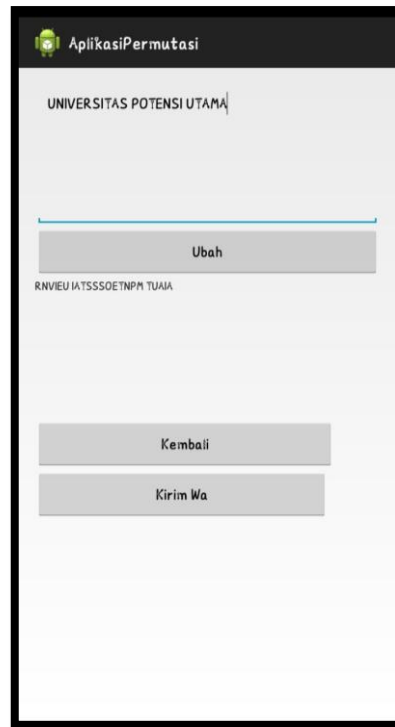 AplikasiPermutasi
UNIVERSITAS POTENSI UTAMA
Ubah
RNVIEU IATSSSOETNPM TUAIA
Kembali
Kirim Wa